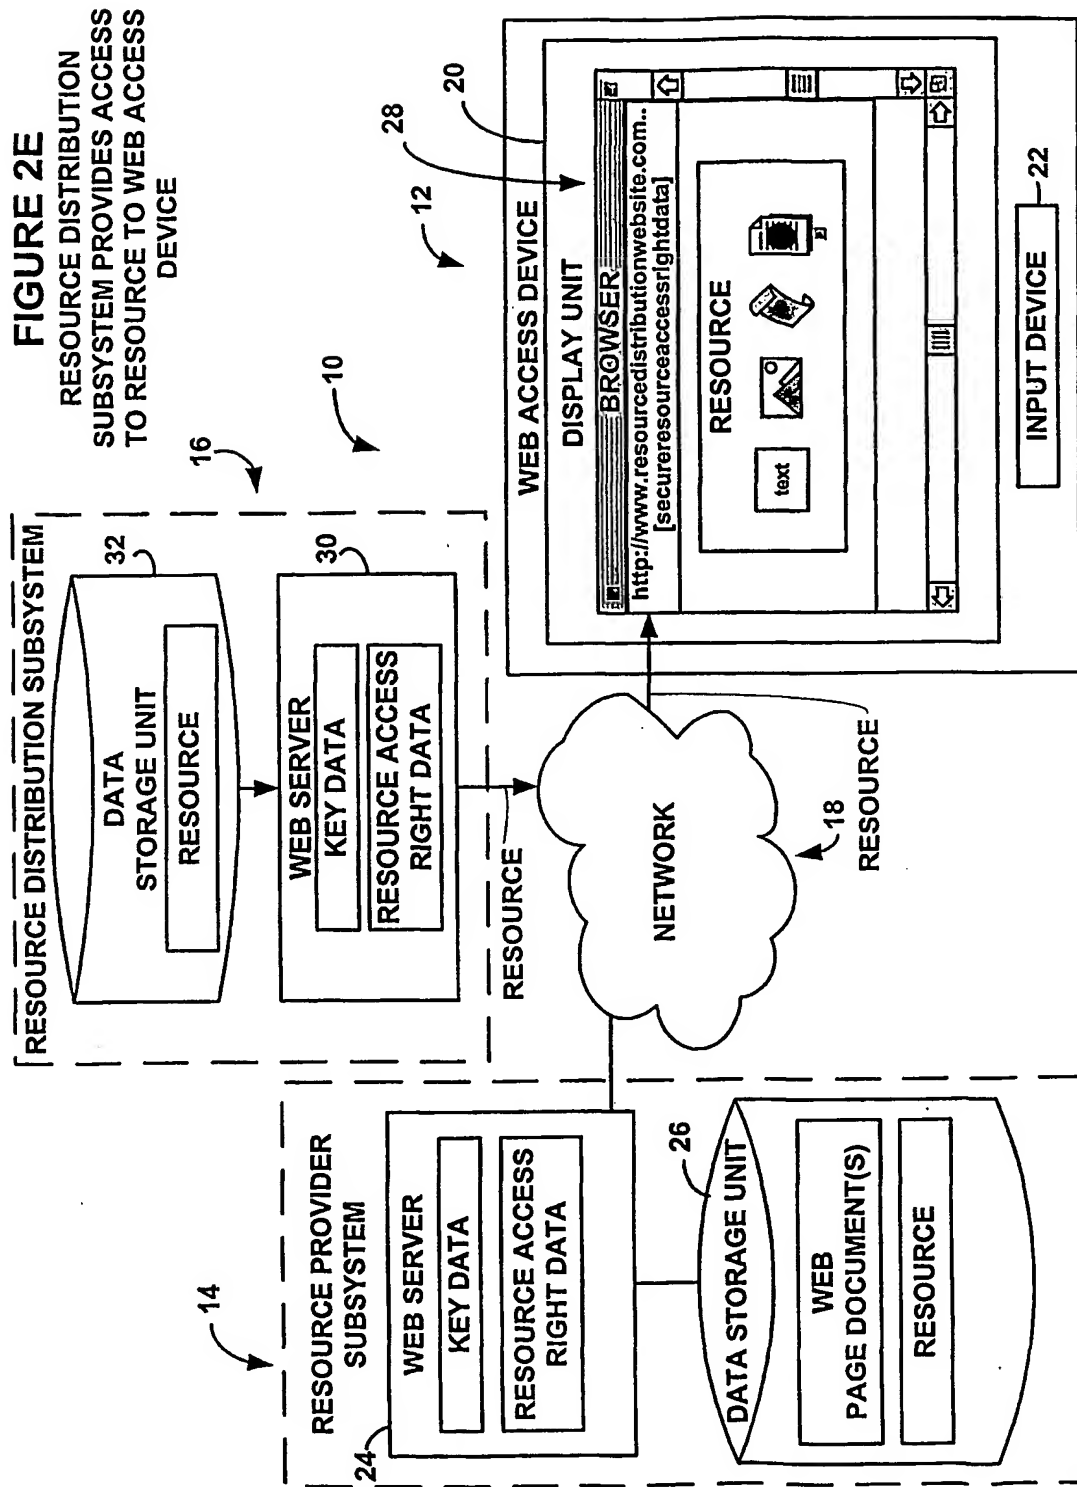 FIGURE 2E
RESOURCE DISTRIBUTION
SUBSYSTEM PROVIDES ACCESS
TO RESOURCE TO WEB ACCESS
DEVICE
10
16
RESOURCE DISTRIBUTION SUBSYSTEM
32
DATA
STORAGE UNIT
RESOURCE
30
WEB SERVER
KEY DATA
RESOURCE ACCESS
RIGHT DATA
RESOURCE
14
RESOURCE PROVIDER
SUBSYSTEM
24
WEB SERVER
KEY DATA
RESOURCE ACCESS
RIGHT DATA
26
DATA STORAGE UNIT
WEB
PAGE DOCUMENT(S)
RESOURCE
NETWORK
18
RESOURCE
12
28
20
WEB ACCESS DEVICE
DISPLAY UNIT
BROWSER
http://www.resourcedistributionwebsite.com..
[secureresourceaccessrightdata]
RESOURCE
text
INPUT DEVICE
22